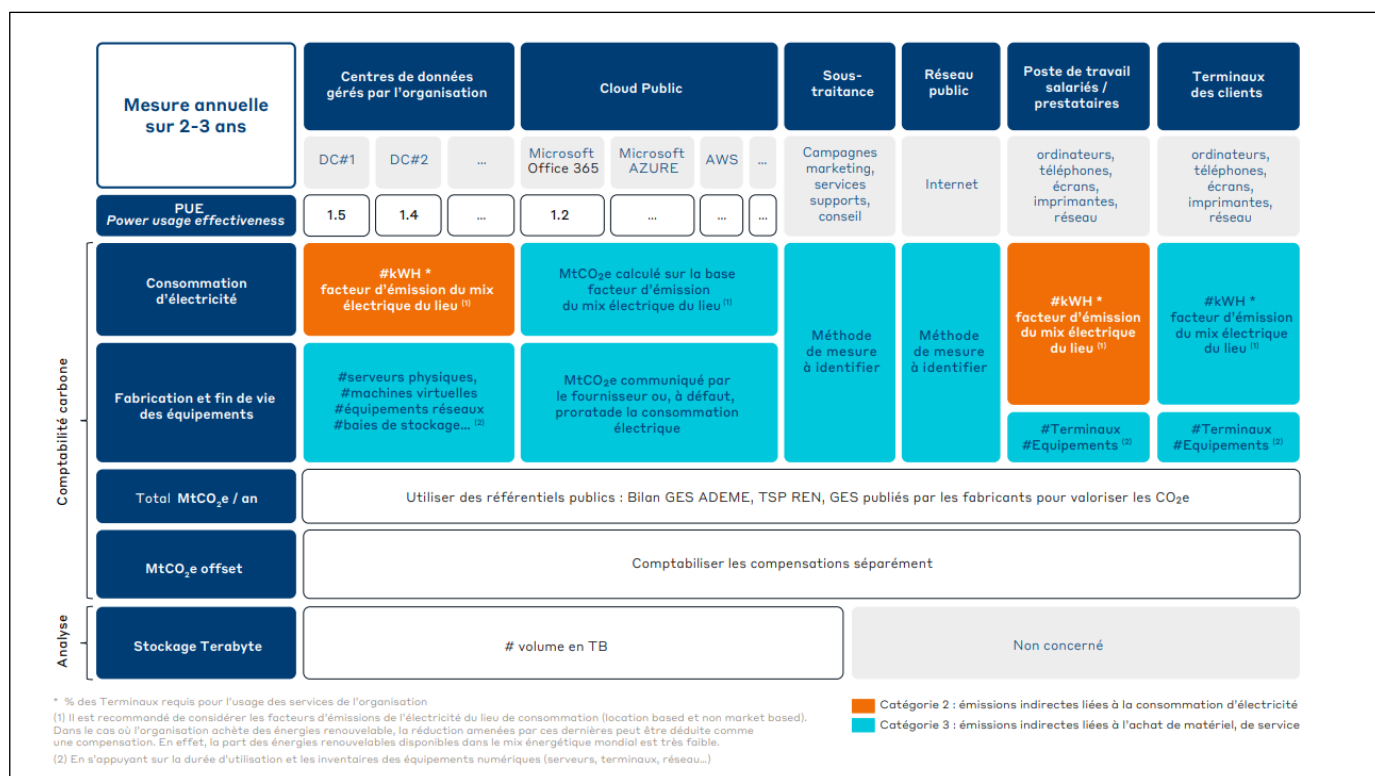 Mesure annuelle
sur 2-3 ans
Centres de données
gérés par l'organisation
Cloud Public
Sous-
traitance
Réseau
public
Poste de travail
salariés /
prestataires
Terminaux
des clients
DC#1
DC#2
...
Microsoft
Office 365
Microsoft
AZURE
AWS
...
Campagnes
marketing,
services
supports,
conseil
Internet
ordinateurs,
téléphones,
écrans,
imprimantes,
réseau
ordinateurs,
téléphones,
écrans,
imprimantes,
réseau
PUE
Power usage effectiveness
1.5
1.4
...
1.2
...
...
...
Comptabilité carbone
Consommation
d'électricité
#kWH *
facteur d'émission du mix
électrique du lieu (1)
MtCO₂e calculé sur la base
facteur d'émission
du mix électrique du lieu (1)
Méthode
de mesure
à identifier
Méthode
de mesure
à identifier
#kWH *
facteur d'émission
du mix électrique
du lieu (1)
#kWH *
facteur d'émission
du mix électrique
du lieu (1)
Fabrication et fin de vie
des équipements
#serveurs physiques,
#machines virtuelles
#équipements réseaux
#baies de stockage... (2)
MtCO₂e communiqué par
le fournisseur ou, à défaut,
proratade la consommation
électrique
#Terminaux
#Equipements (2)
#Terminaux
#Equipements (2)
Total MtCO₂e / an
Utiliser des référentiels publics : Bilan GES ADEME, TSP REN, GES publiés par les fabricants pour valoriser les CO₂e
MtCO₂e offset
Comptabiliser les compensations séparément
Analyse
Stockage Terabyte
# volume en TB
Non concerné
* % des Terminaux requis pour l'usage des services de l'organisation
(1) Il est recommandé de considérer les facteurs d'émissions de l'électricité du lieu de consommation (location based et non market based).
Dans le cas où l'organisation achète des énergies renouvelable, la réduction amenées par ces dernières peut être déduite comme
une compensation. En effet, la part des énergies renouvelables disponibles dans le mix énergétique mondial est très faible.
(2) En s'appuyant sur la durée d'utilisation et les inventaires des équipements numériques (serveurs, terminaux, réseau...)
Catégorie 2 : émissions indirectes liées à la consommation d'électricité
Catégorie 3 : émissions indirectes liées à l'achat de matériel, de service